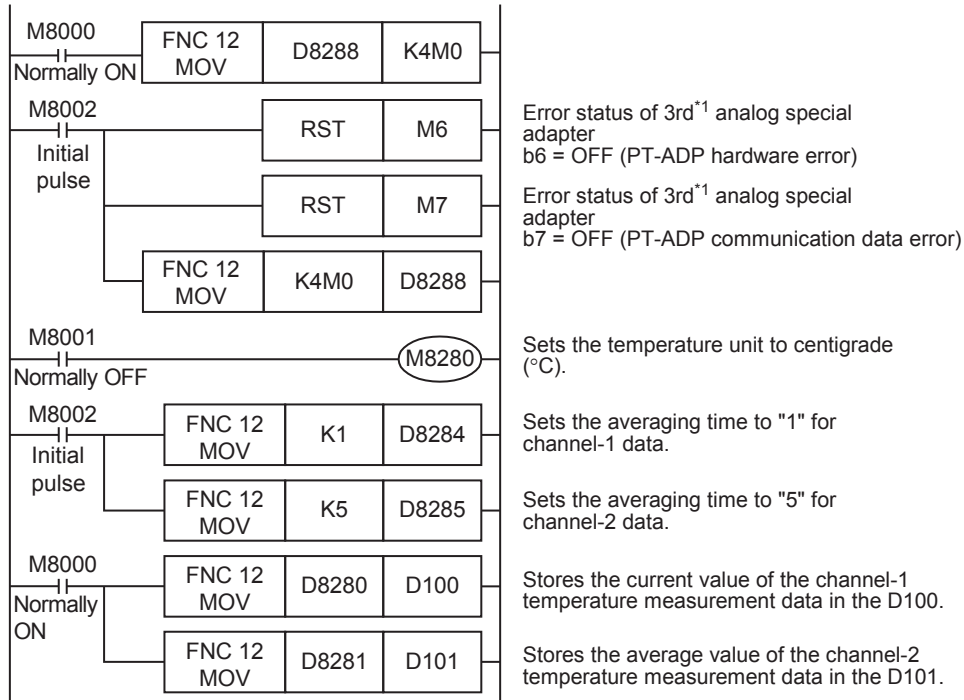 M8000
Normally ON
FNC 12
MOV
D8288
K4M0
M8002
Initial
pulse
RST
M6
Error status of 3rd*1 analog special
adapter
b6 = OFF (PT-ADP hardware error)
RST
M7
Error status of 3rd*1 analog special
adapter
b7 = OFF (PT-ADP communication data error)
FNC 12
MOV
K4M0
D8288
M8001
Normally OFF
M8280
Sets the temperature unit to centigrade
(°C).
M8002
Initial
pulse
FNC 12
MOV
K1
D8284
Sets the averaging time to "1" for
channel-1 data.
FNC 12
MOV
K5
D8285
Sets the averaging time to "5" for
channel-2 data.
M8000
Normally
ON
FNC 12
MOV
D8280
D100
Stores the current value of the channel-1
temperature measurement data in the D100.
FNC 12
MOV
D8281
D101
Stores the average value of the channel-2
temperature measurement data in the D101.